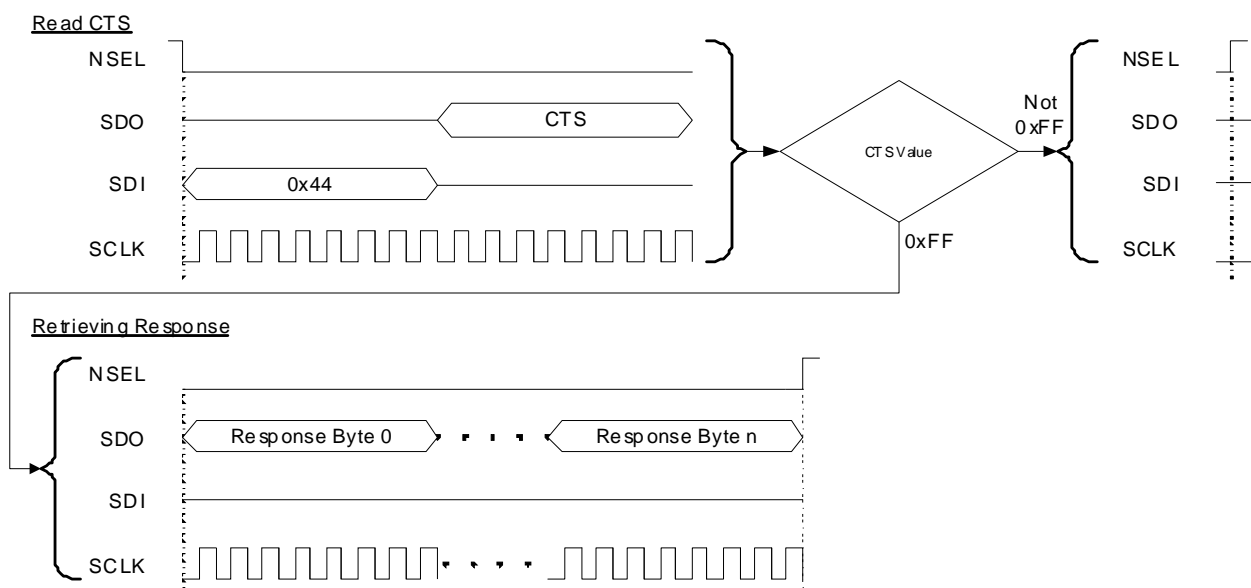 Read CTS
NSEL
SDO
CTS
SDI
0x44
SCLK
CTS Value
Not
0xFF
0xFF
NSEL
SDO
SDI
SCLK
Retrieving Response
NSEL
SDO
Response Byte 0
Response Byte n
SDI
SCLK